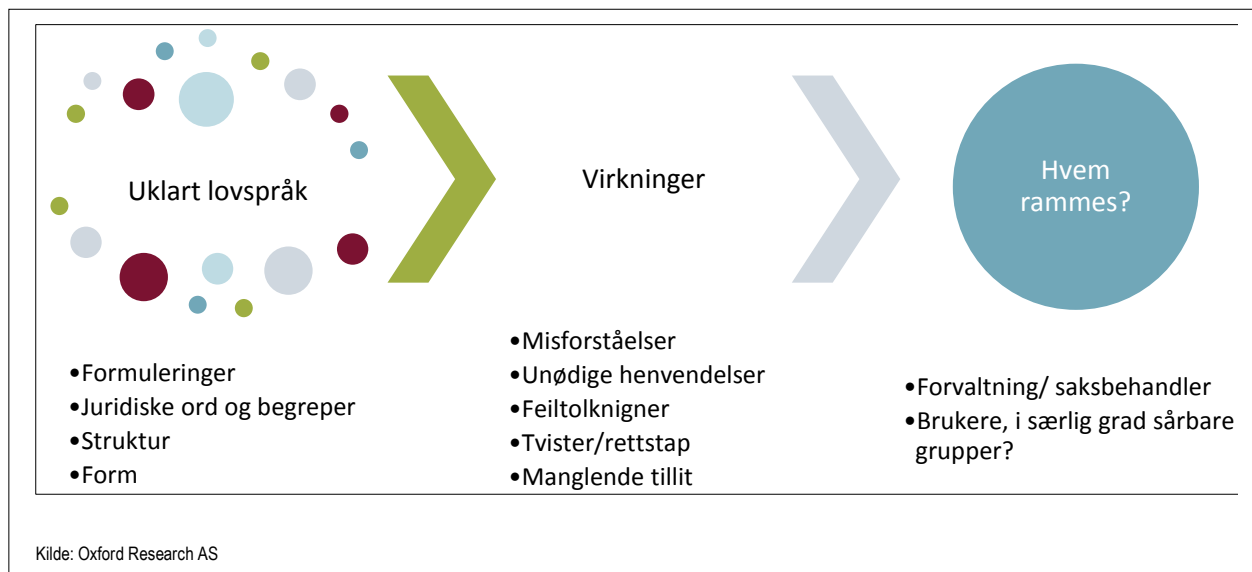 Uklart lovspråk
•Formuleringer
•Juridiske ord og begreper
•Struktur
•Form
Virkninger
•Misforståelser
•Unødige henvendelser
•Feiltolknigner
•Tvister/rettstap
•Manglende tillit
Hvem
rammes?
•Forvaltning/ saksbehandler
•Brukere, i særlig grad sårbare
grupper?
Kilde: Oxford Research AS